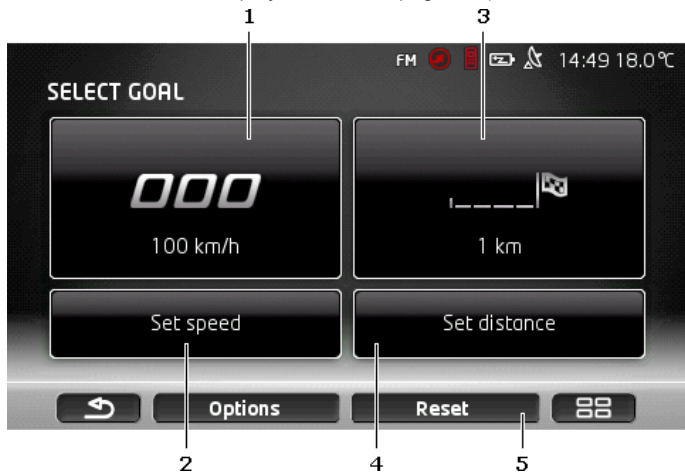 1 3
FM 14:49 18.0°C
SELECT GOAL
000
100 km/h 1 km
Set speed Set distance
Options Reset
2 4 5